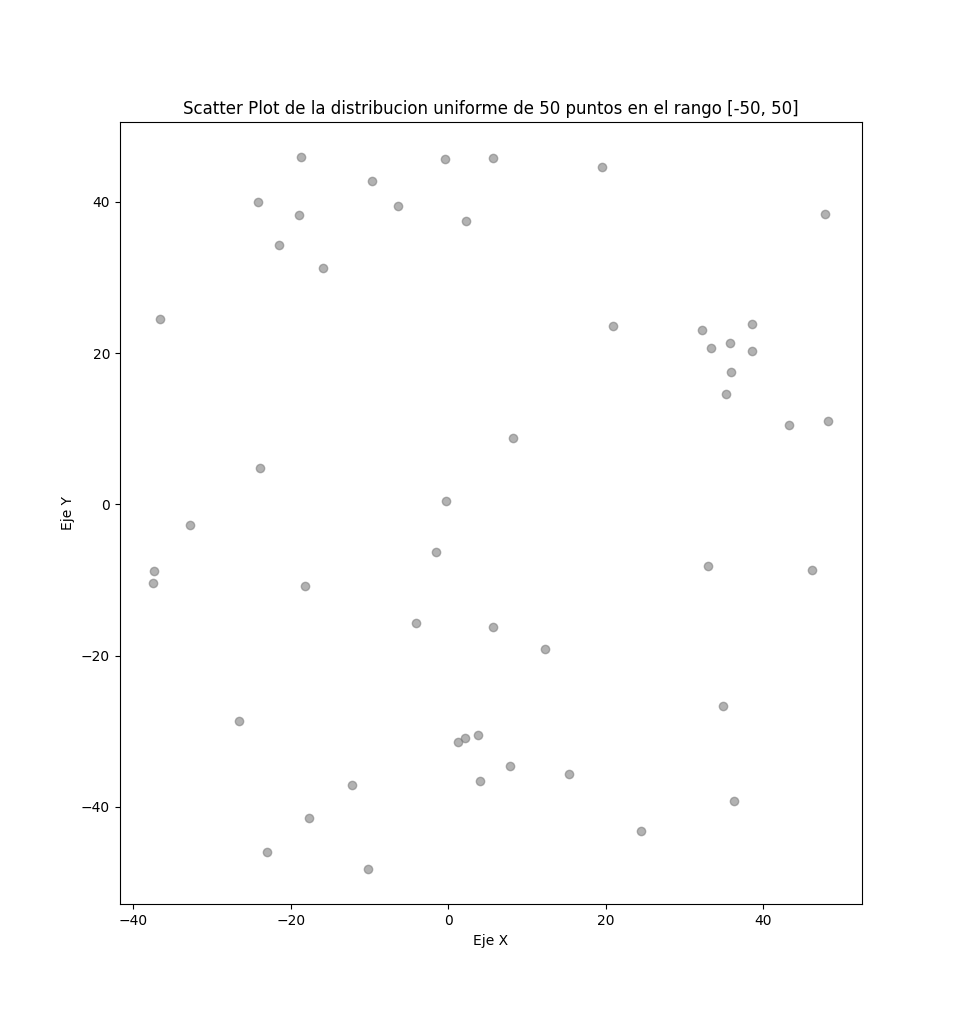 Scatter Plot de la distribucion uniforme de 50 puntos en el rango [-50, 50]
40
20
0
−20
−40
Eje Y
−40 −20 0 20 40
Eje X